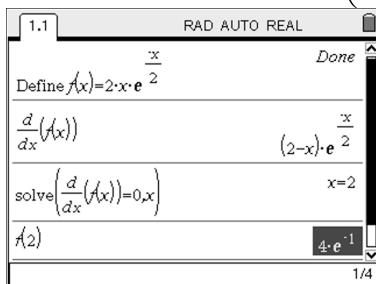 1.1 RAD AUTO REAL
Define f(x)=2·x·e^(-x/2) Done
d/dx(f(x)) (2-x)·e^(-x/2)
solve(d/dx(f(x))=0,x) x=2
f(2) 4·e^-1
1/4